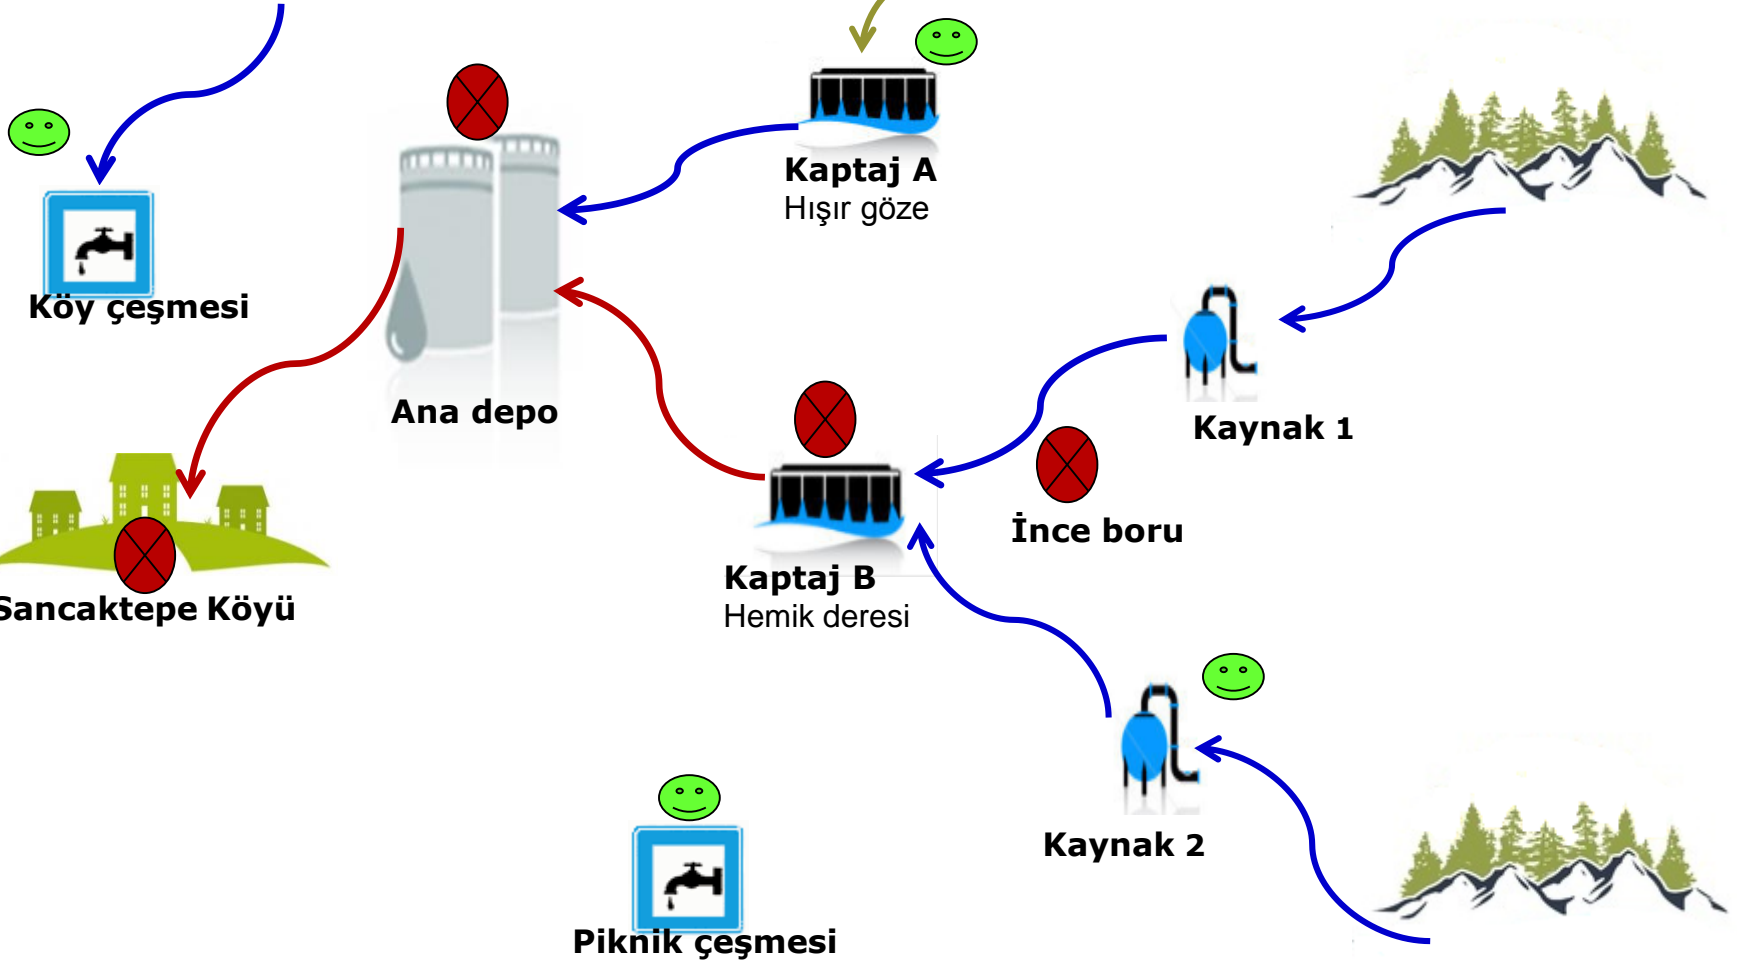 Kaptaj A
Hışır göze
Köy çeşmesi
Ana depo
Kaynak 1
İnce boru
Kaptaj B
Hemik deresi
Sancaktepe Köyü
Kaynak 2
Piknik çeşmesi